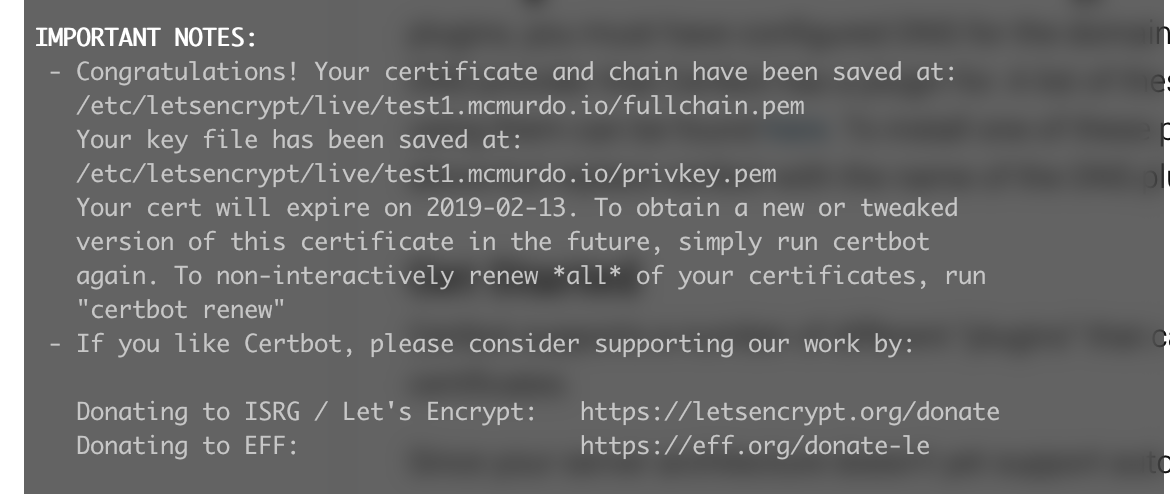 IMPORTANT NOTES:
- Congratulations! Your certificate and chain have been saved at:
/etc/letsencrypt/live/test1.mcmurdo.io/fullchain.pem
Your key file has been saved at:
/etc/letsencrypt/live/test1.mcmurdo.io/privkey.pem
Your cert will expire on 2019-02-13. To obtain a new or tweaked
version of this certificate in the future, simply run certbot
again. To non-interactively renew *all* of your certificates, run
"certbot renew"
- If you like Certbot, please consider supporting our work by:
Donating to ISRG / Let's Encrypt: https://letsencrypt.org/donate
Donating to EFF: https://eff.org/donate-le